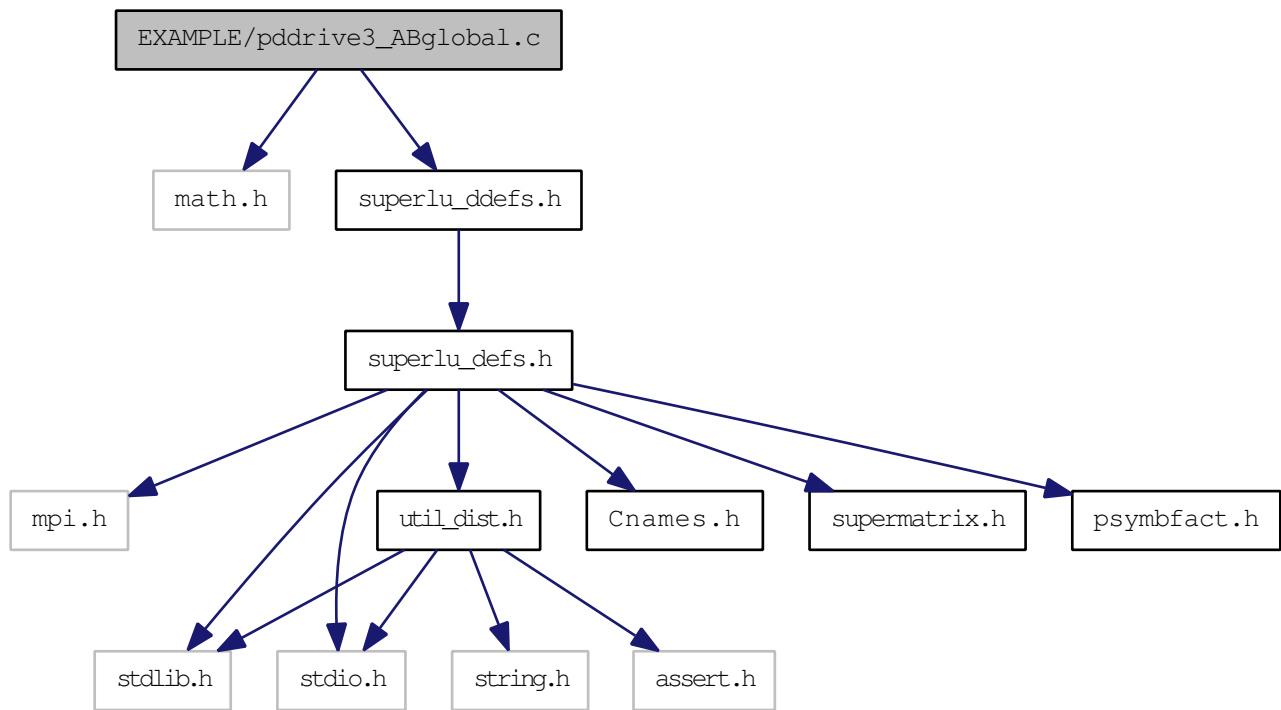 EXAMPLE/pddrive3_ABglobal.c
math.h
superlu_ddefs.h
superlu_defs.h
mpi.h
util_dist.h
Cnames.h
supermatrix.h
psymbfact.h
stdlib.h
stdio.h
string.h
assert.h